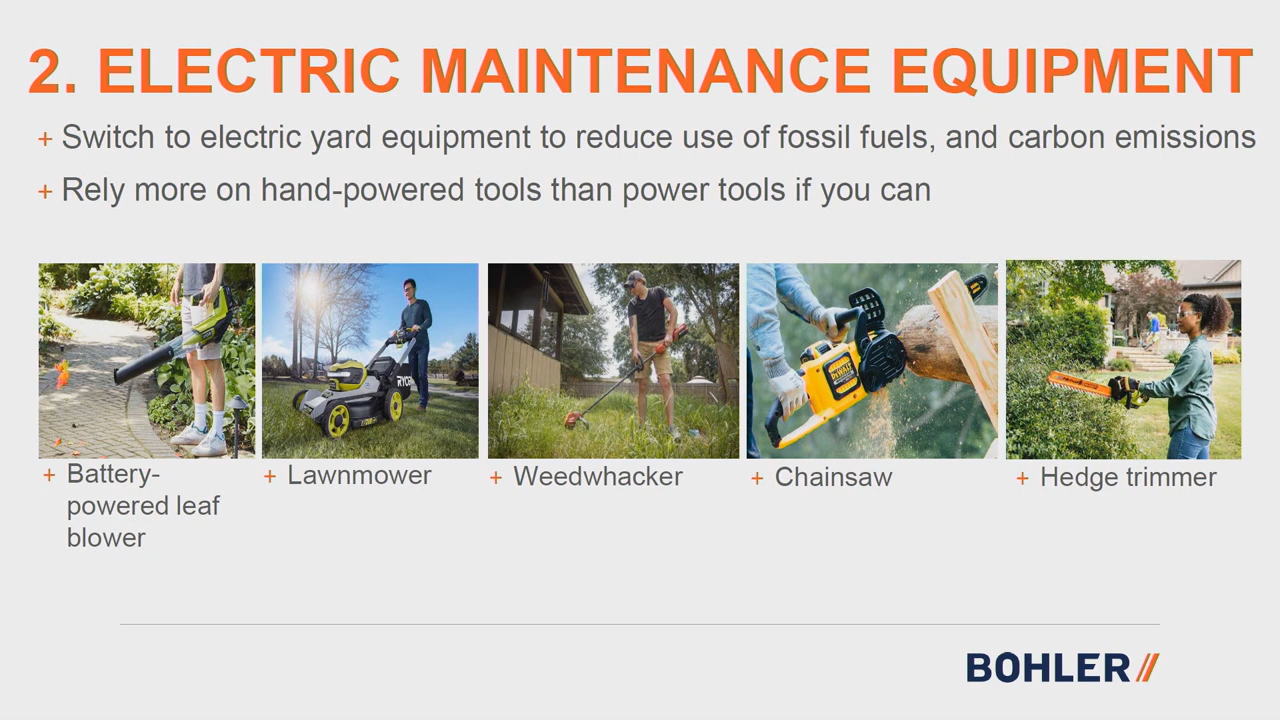 2. ELECTRIC MAINTENANCE EQUIPMENT
+ Switch to electric yard equipment to reduce use of fossil fuels, and carbon emissions
+ Rely more on hand-powered tools than power tools if you can
RYOBI
DEWALT
+ Battery-
powered leaf
blower
+ Lawnmower
+ Weedwhacker
+ Chainsaw
+ Hedge trimmer
BOHLER//